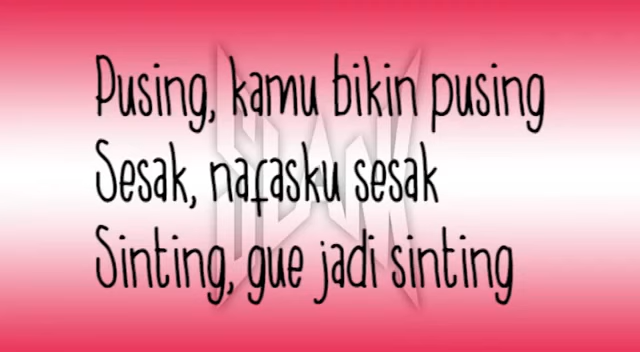 Pusing, kamu bikin pusing
Sesak, nafasku sesak
Sinting, gue jadi sinting